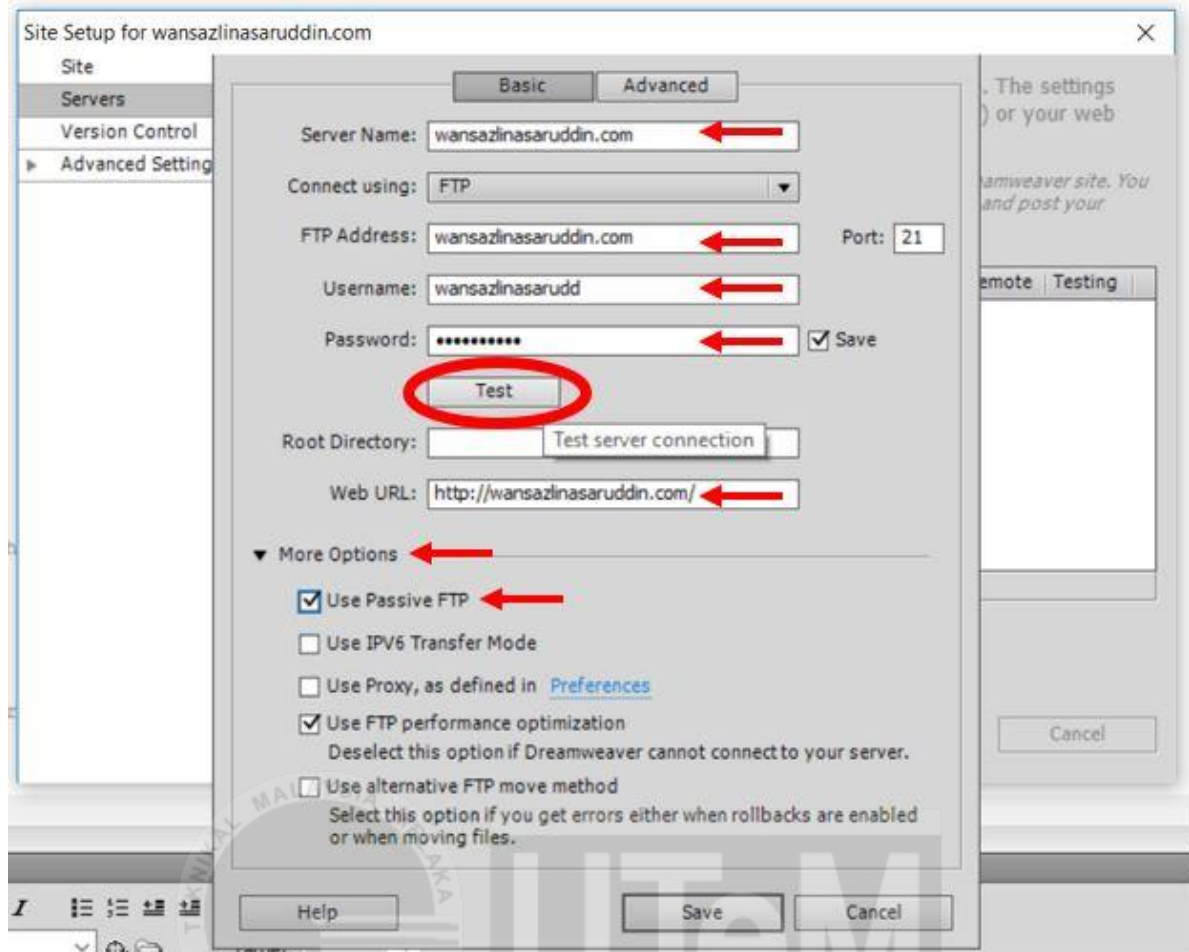 Site Setup for wansazlinasaruddin.com
Site
Servers
Version Control
Advanced Setting
Basic
Advanced
. The settings
) or your web
amweaver site. You
and post your
emote
Testing
Server Name: wansazlinasaruddin.com
Connect using: FTP
FTP Address: wansazlinasaruddin.com
Port: 21
Username: wansazlinasarudd
Password: ••••••••••
Save
Test
Test server connection
Root Directory:
Web URL: http://wansazlinasaruddin.com/
More Options
Use Passive FTP
Use IPV6 Transfer Mode
Use Proxy, as defined in Preferences
Use FTP performance optimization
Deselect this option if Dreamweaver cannot connect to your server.
Use alternative FTP move method
Select this option if you get errors either when rollbacks are enabled
or when moving files.
Cancel
Help
Save
Cancel
I
UTeM